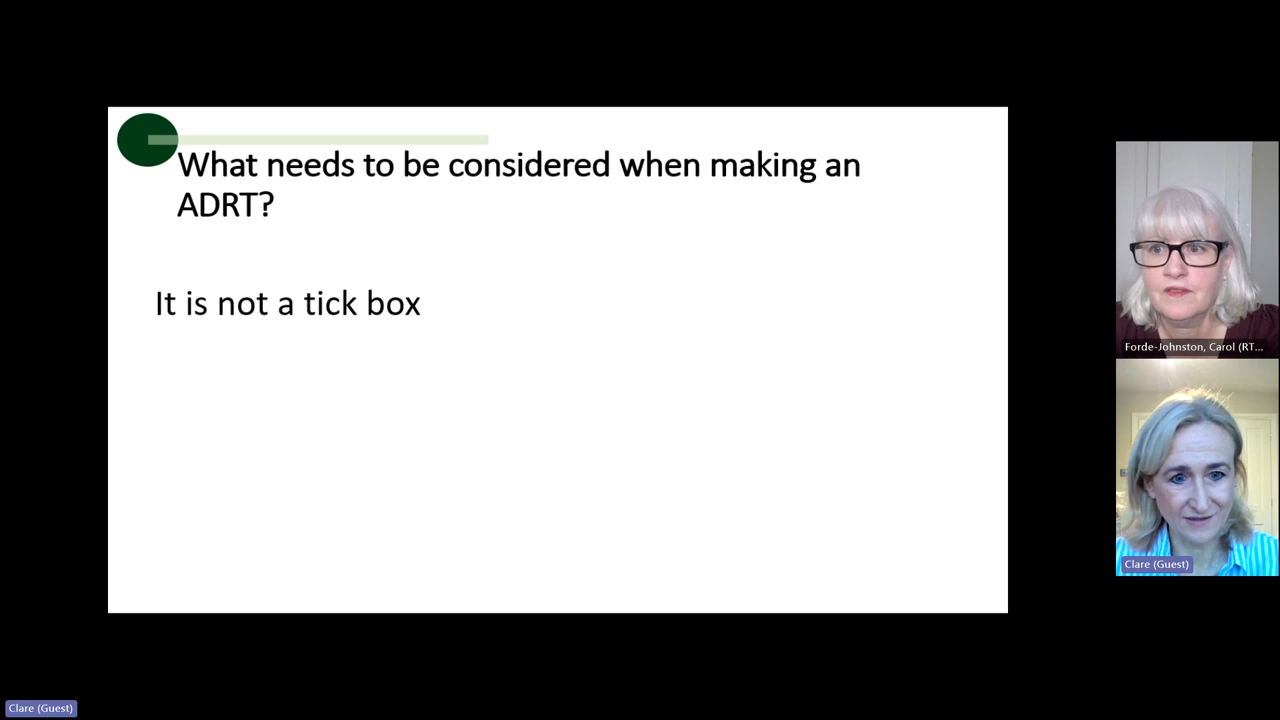 What needs to be considered when making an
ADRT?
It is not a tick box
Forde-Johnston, Carol (RT...
Clare (Guest)
Clare (Guest)